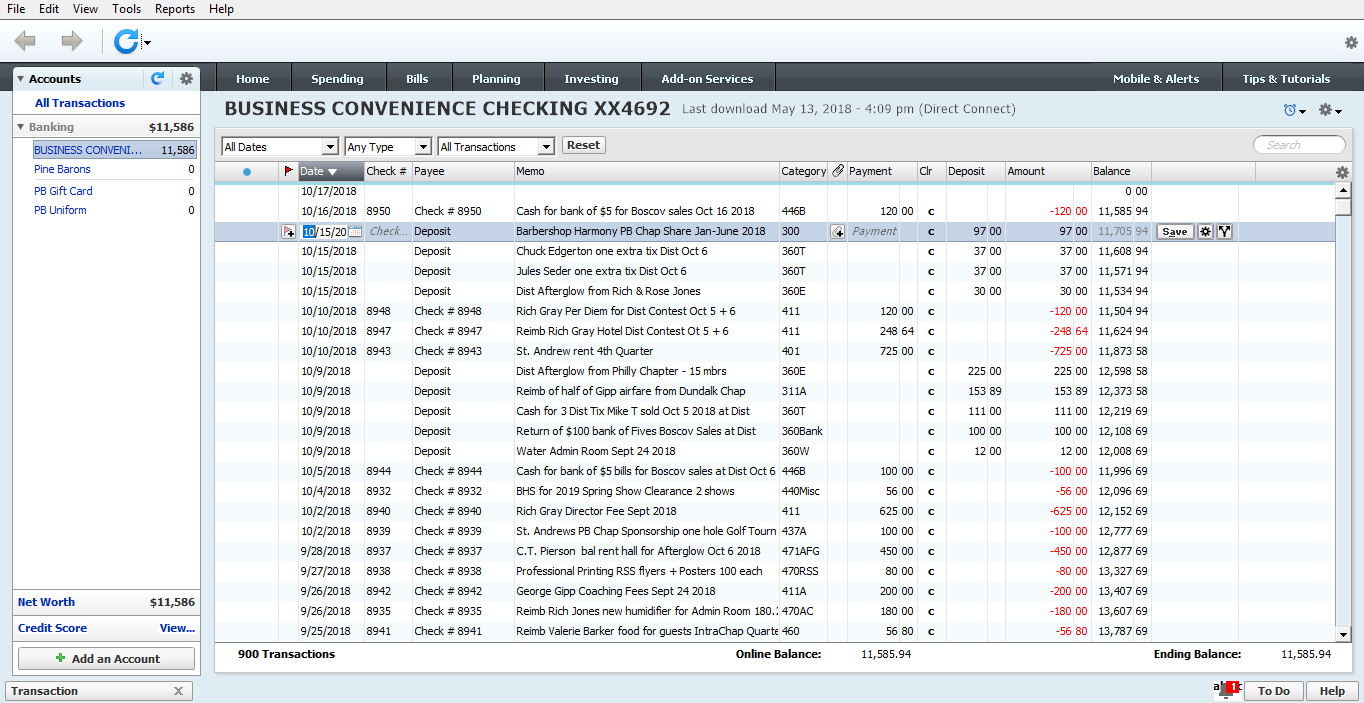 File Edit View Tools Reports Help
Accounts
Home Spending Bills Planning Investing Add-on Services Mobile & Alerts Tips & Tutorials
All Transactions
Banking $11,586
BUSINESS CONVENI... 11,586
Pine Barons 0
PB Gift Card 0
PB Uniform 0
Net Worth $11,586
Credit Score View...
Add an Account
BUSINESS CONVENIENCE CHECKING XX4692 Last download May 13, 2018 - 4:09 pm (Direct Connect)
All Dates Any Type All Transactions Reset Search
Date Check # Payee Memo Category Payment Clr Deposit Amount Balance
10/17/2018 0 00
10/16/2018 8950 Check # 8950 Cash for bank of $5 for Boscov sales Oct 16 2018 446B 120 00 c -120 00 11,585 94
10/15/20 Check... Deposit Barbershop Harmony PB Chap Share Jan-June 2018 300 Payment c 97 00 97 00 11,705 94 Save
10/15/2018 Deposit Chuck Edgerton one extra tix Dist Oct 6 360T c 37 00 37 00 11,608 94
10/15/2018 Deposit Jules Seder one extra tix Dist Oct 6 360T c 37 00 37 00 11,571 94
10/15/2018 Deposit Dist Afterglow from Rich & Rose Jones 360E c 30 00 30 00 11,534 94
10/10/2018 8948 Check # 8948 Rich Gray Per Diem for Dist Contest Oct 5 + 6 411 120 00 c -120 00 11,504 94
10/10/2018 8947 Check # 8947 Reimb Rich Gray Hotel Dist Contest Ot 5 + 6 411 248 64 c -248 64 11,624 94
10/10/2018 8943 Check # 8943 St. Andrew rent 4th Quarter 401 725 00 c -725 00 11,873 58
10/9/2018 Deposit Dist Afterglow from Philly Chapter - 15 mbrs 360E c 225 00 225 00 12,598 58
10/9/2018 Deposit Reimb of half of Gipp airfare from Dundalk Chap 311A c 153 89 153 89 12,373 58
10/9/2018 Deposit Cash for 3 Dist Tix Mike T sold Oct 5 2018 at Dist 360T c 111 00 111 00 12,219 69
10/9/2018 Deposit Return of $100 bank of Fives Boscov Sales at Dist 360Bank c 100 00 100 00 12,108 69
10/9/2018 Deposit Water Admin Room Sept 24 2018 360W c 12 00 12 00 12,008 69
10/5/2018 8944 Check # 8944 Cash for bank of $5 bills for Boscov sales at Dist Oct 6 446B 100 00 c -100 00 11,996 69
10/4/2018 8932 Check # 8932 BHS for 2019 Spring Show Clearance 2 shows 440Misc 56 00 c -56 00 12,096 69
10/2/2018 8940 Check # 8940 Rich Gray Director Fee Sept 2018 411 625 00 c -625 00 12,152 69
10/2/2018 8939 Check # 8939 St. Andrews PB Chap Sponsorship one hole Golf Tourn 437A 100 00 c -100 00 12,777 69
9/28/2018 8937 Check # 8937 C.T. Pierson bal rent hall for Afterglow Oct 6 2018 471AFG 450 00 c -450 00 12,877 69
9/27/2018 8938 Check # 8938 Professional Printing RSS flyers + Posters 100 each 470RSS 80 00 c -80 00 13,327 69
9/26/2018 8942 Check # 8942 George Gipp Coaching Fees Sept 24 2018 411A 200 00 c -200 00 13,407 69
9/26/2018 8935 Check # 8935 Reimb Rich Jones new humidifier for Admin Room 180. 470AC 180 00 c -180 00 13,607 69
9/25/2018 8941 Check # 8941 Reimb Valerie Barker food for guests IntraChap Quarte 460 56 80 c -56 80 13,787 69
900 Transactions Online Balance: 11,585.94 Ending Balance: 11,585.94
Transaction 1 To Do Help